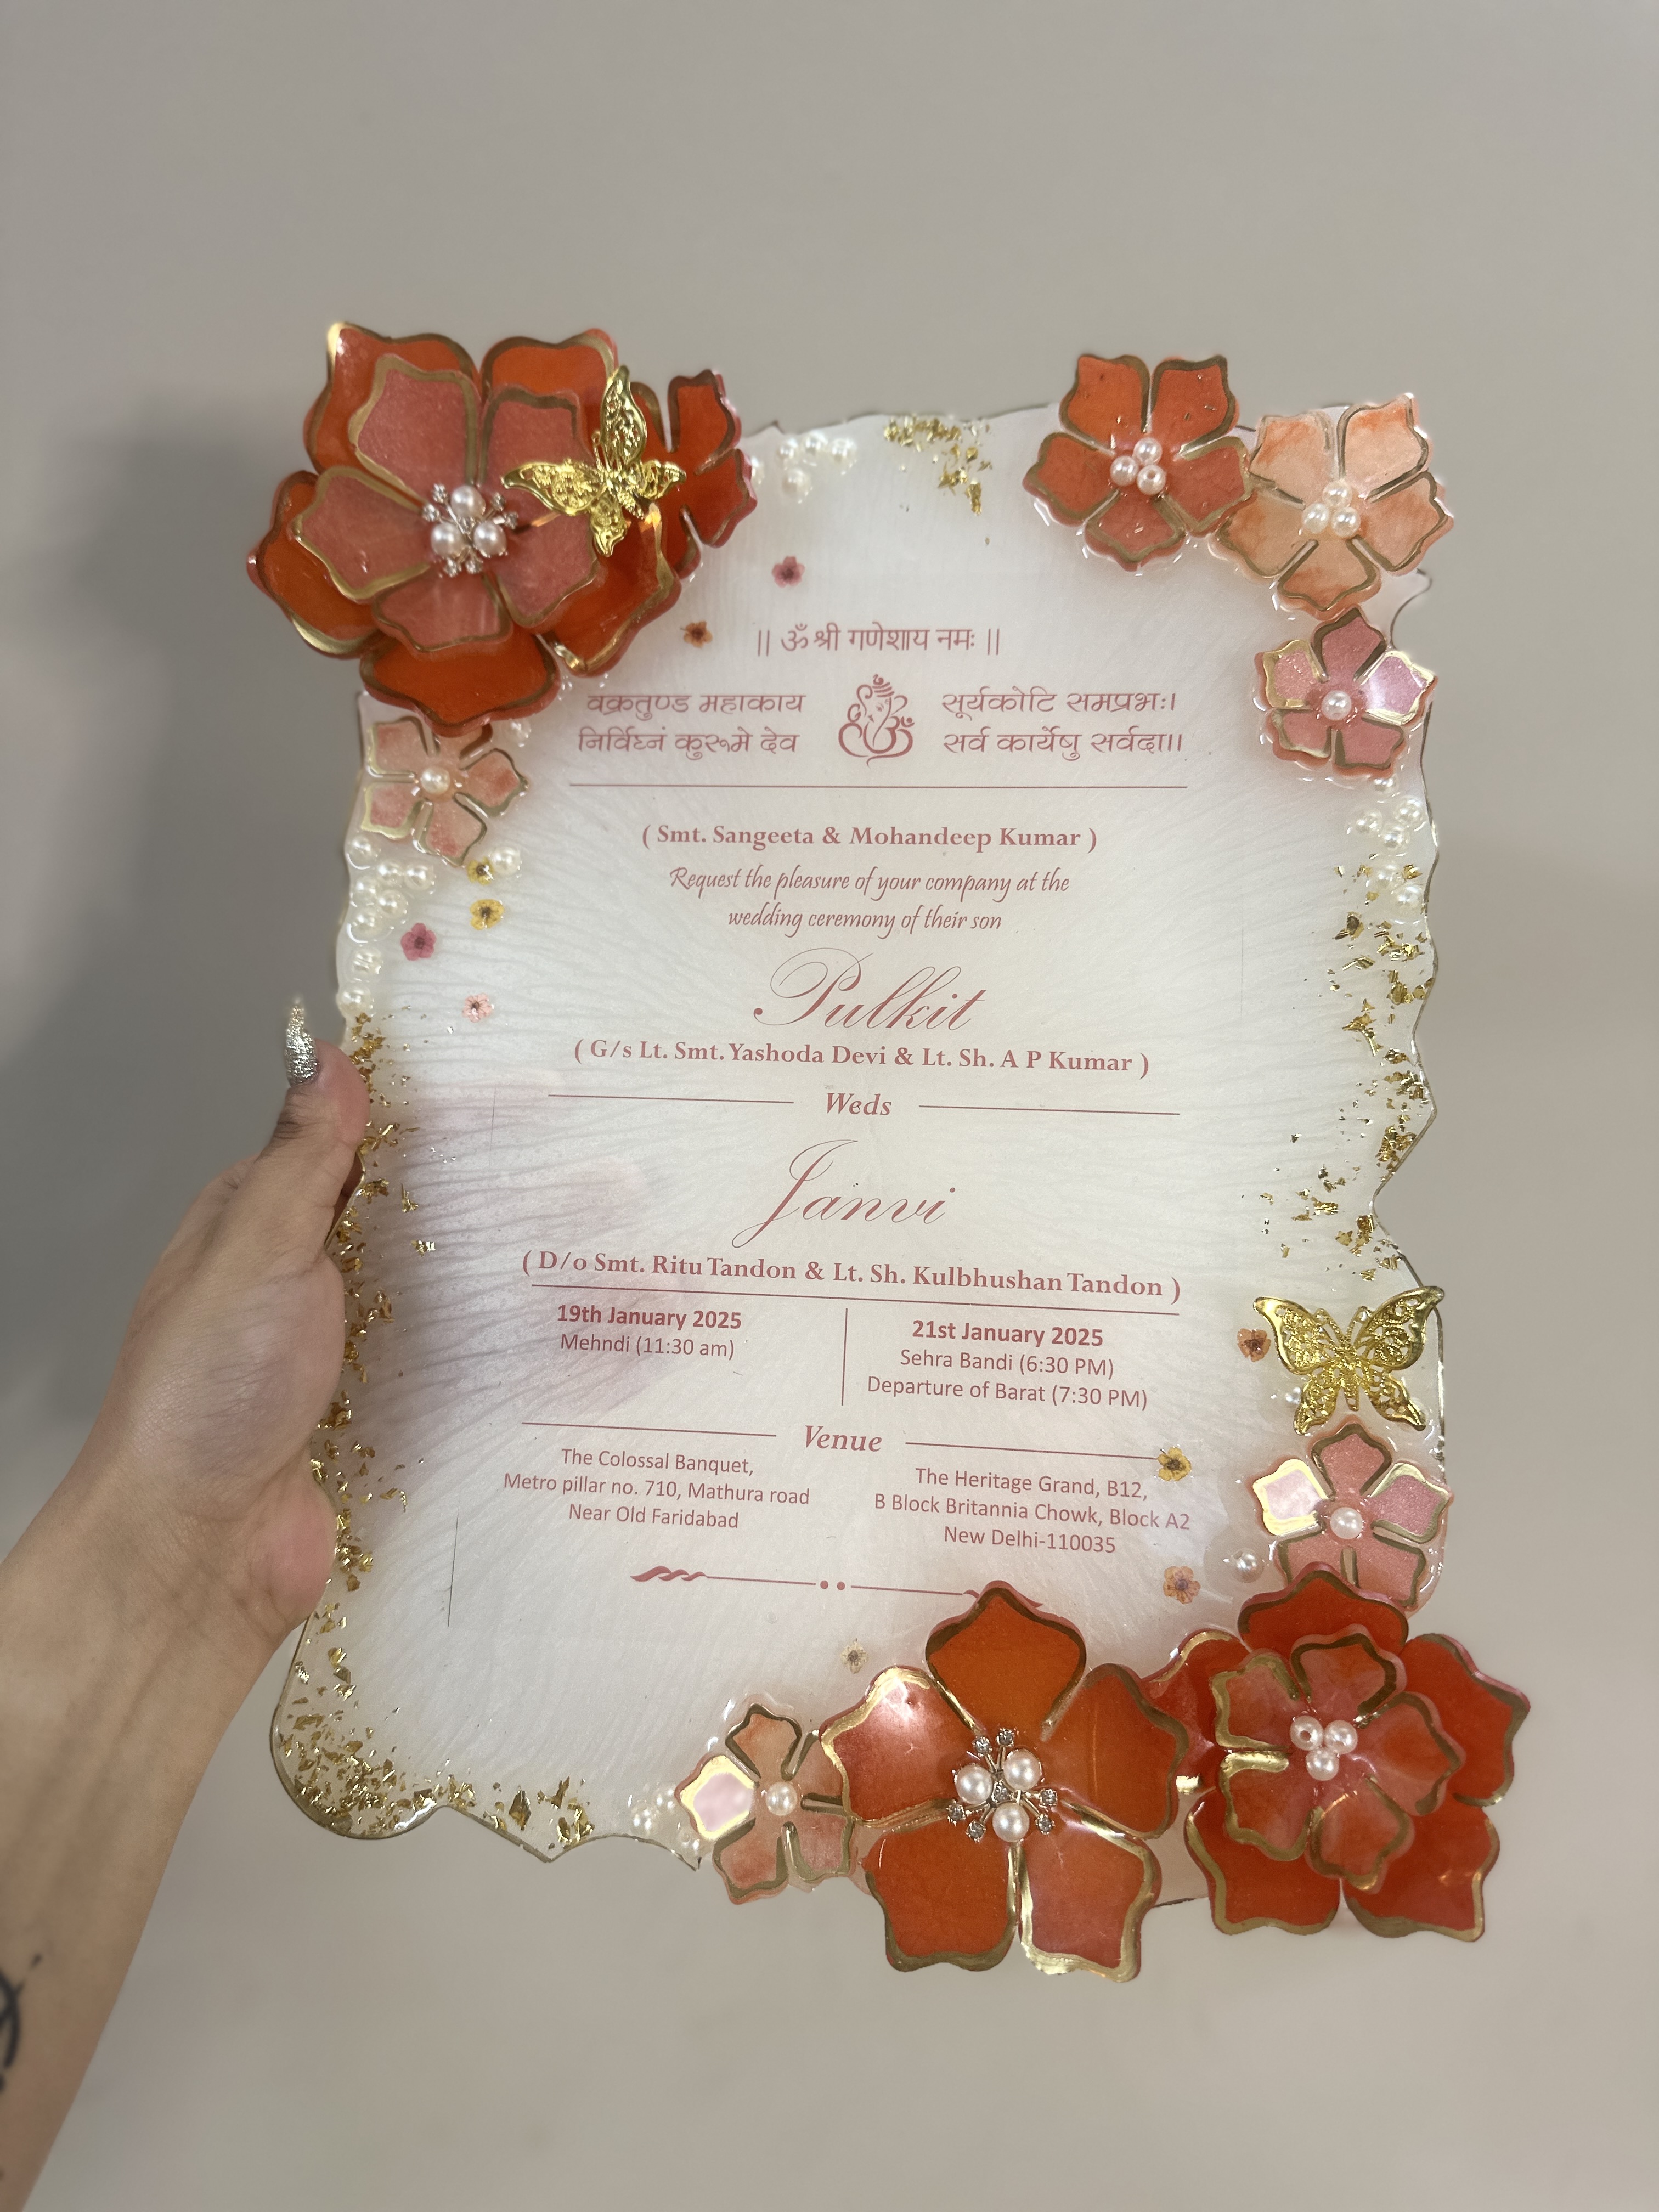 || ॐ श्री गणेशाय नमः ||
वक्रतुण्ड महाकाय सूर्यकोटि समप्रभः।
निर्विघ्नं कुरूमे देव सर्व कार्येषु सर्वदा।।
( Smt. Sangeeta & Mohandeep Kumar )
Request the pleasure of your company at the
wedding ceremony of their son
Pulkit
( G/s Lt. Smt. Yashoda Devi & Lt. Sh. A P Kumar )
Weds
Janvi
( D/o Smt. Ritu Tandon & Lt. Sh. Kulbhushan Tandon )
19th January 2025
Mehndi (11:30 am)
21st January 2025
Sehra Bandi (6:30 PM)
Departure of Barat (7:30 PM)
Venue
The Colossal Banquet,
Metro pillar no. 710, Mathura road
Near Old Faridabad
The Heritage Grand, B12,
B Block Britannia Chowk, Block A2
New Delhi-110035